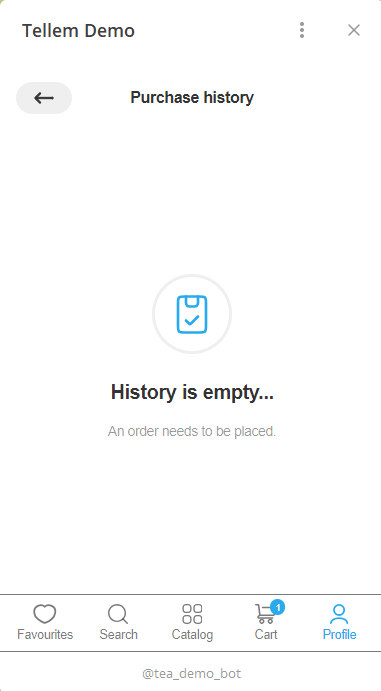 Tellem Demo
Purchase history
History is empty...
An order needs to be placed.
1
Favourites Search Catalog Cart Profile
@tea_demo_bot